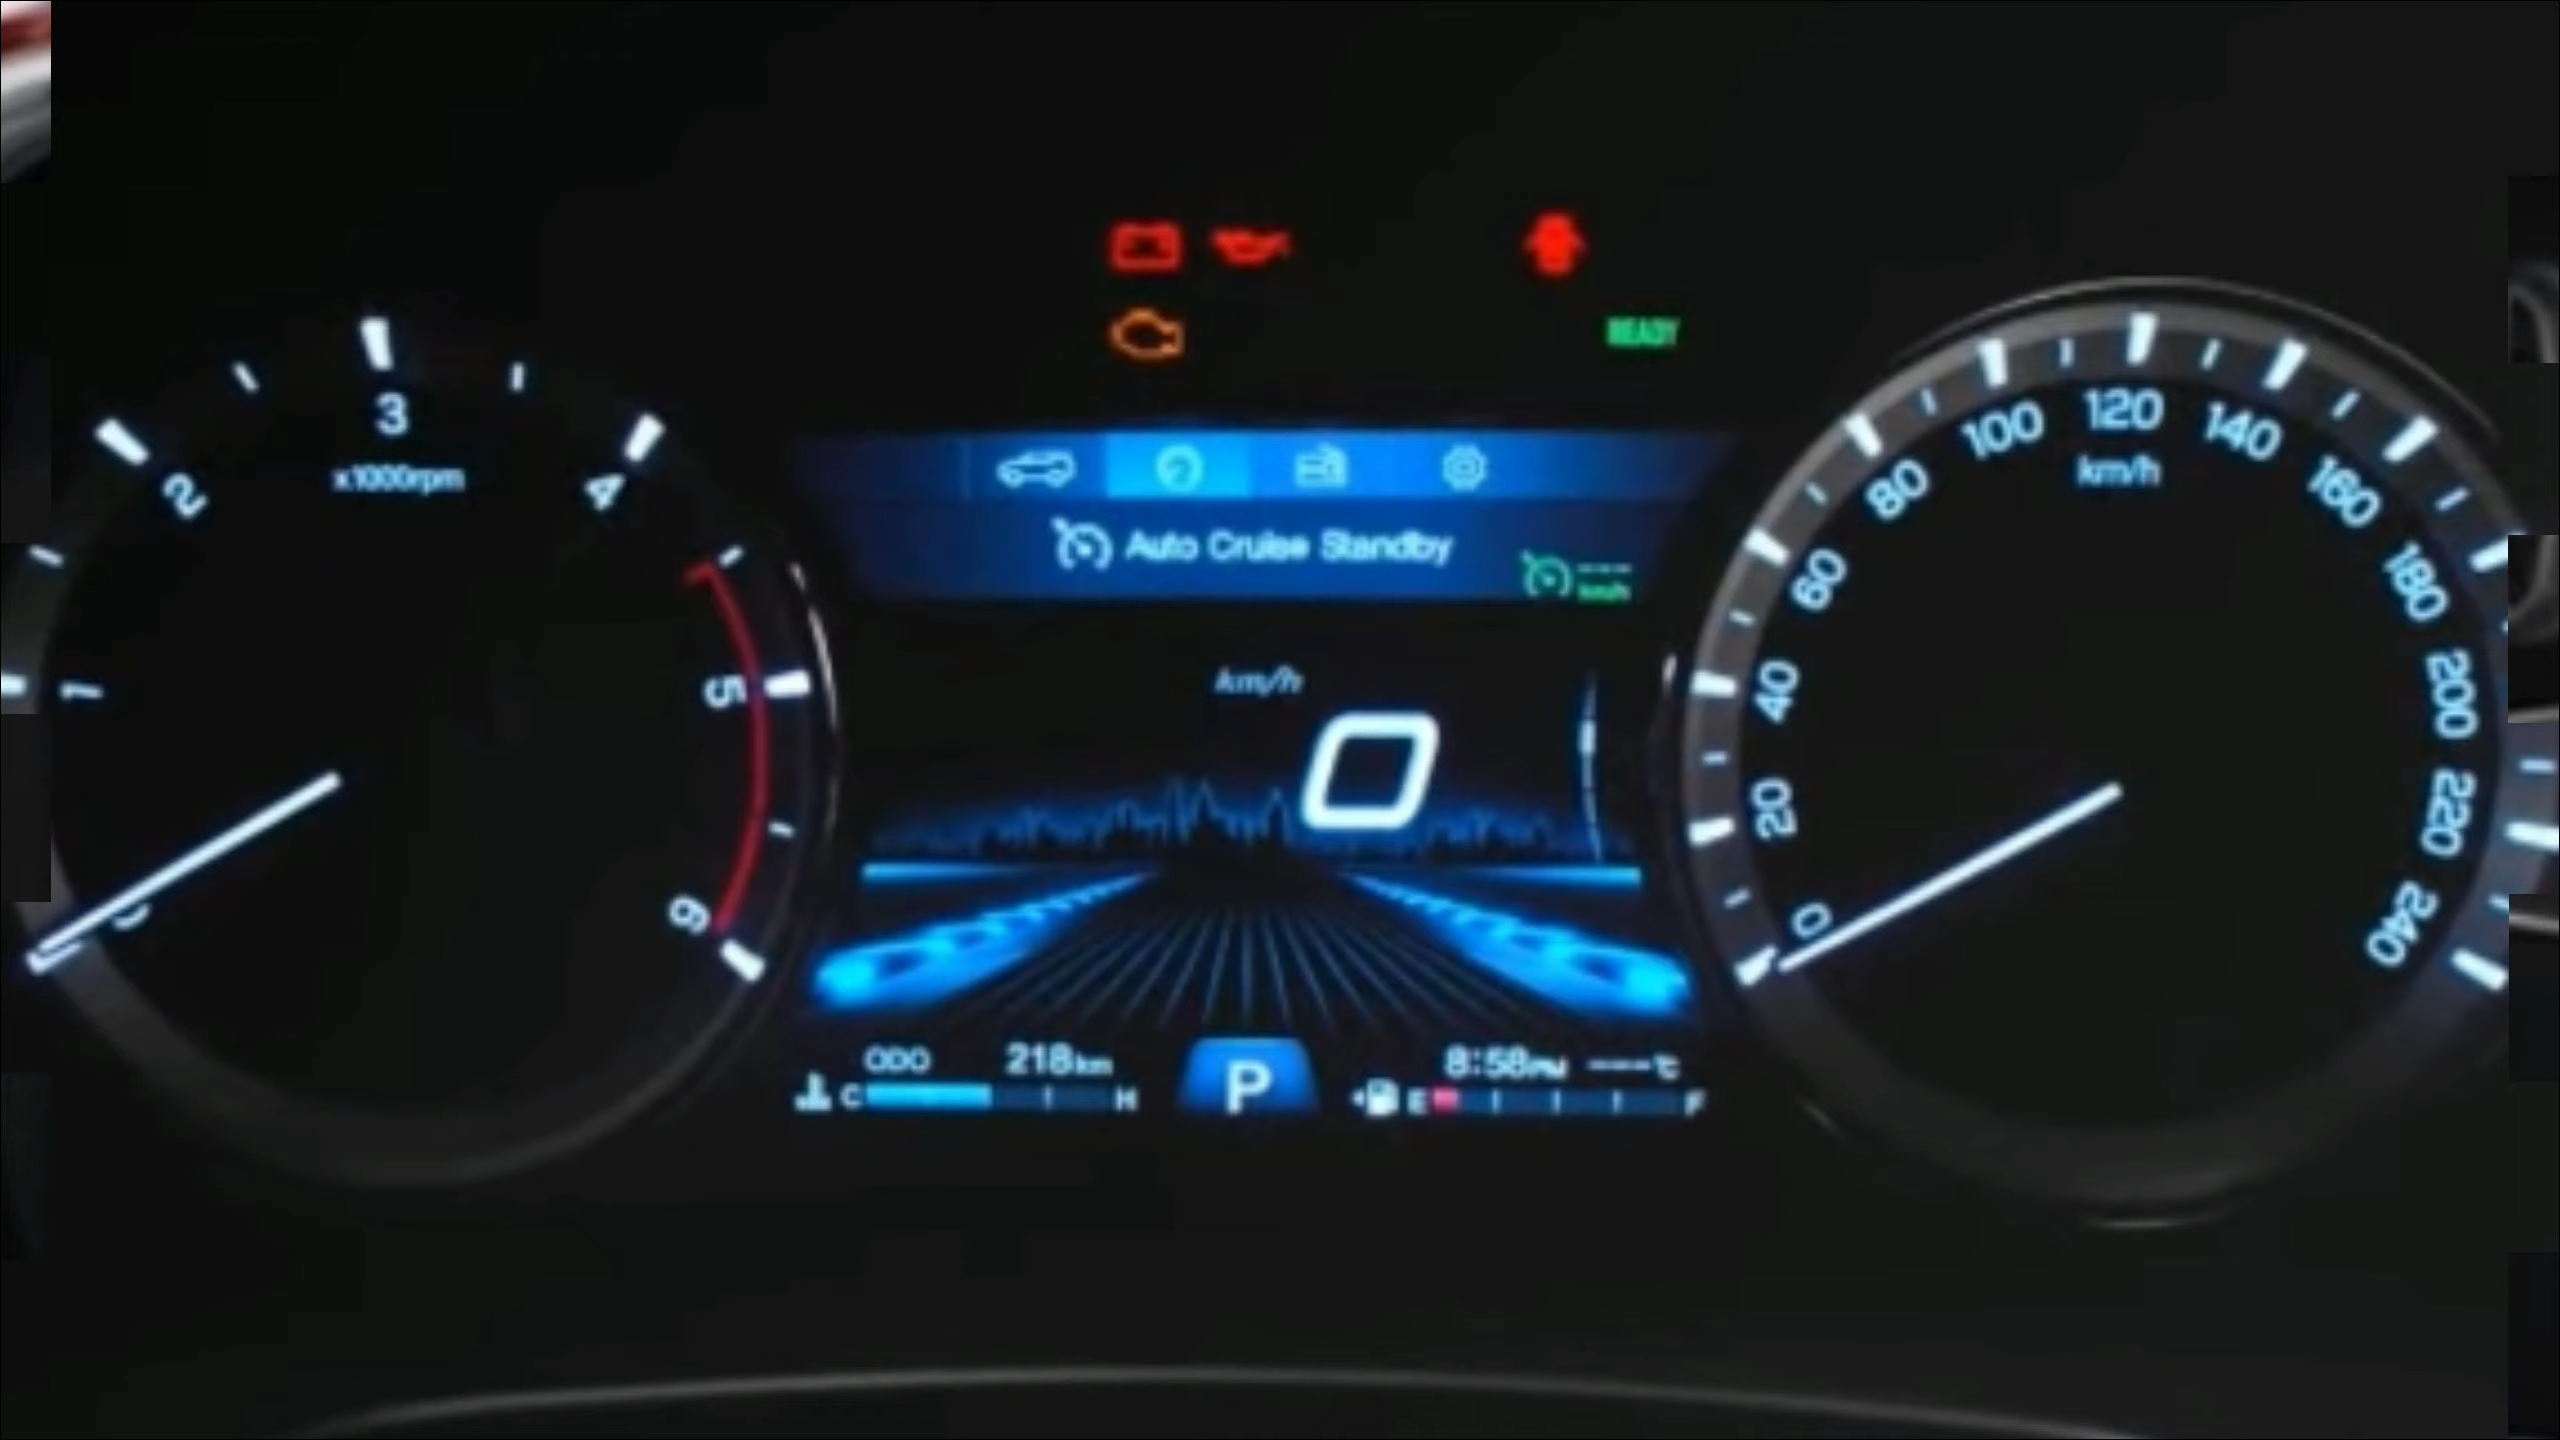 READY
Auto Cruise Standby
--- km/h
1 2 3 4 5 6
x1000rpm
km/h
0
0 20 40 60 80 100 120 140 160 180 200 220 240
km/h
ODO 218km
C H
P
8:58PM ---℃
E F